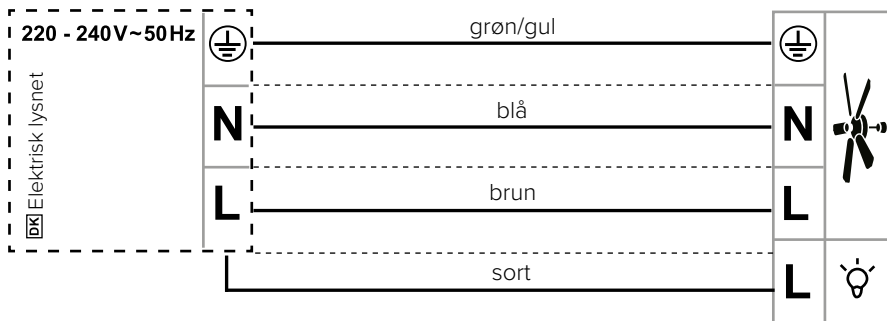 220 - 240V~50Hz
DK Elektrisk lysnet
grøn/gul
N blå N
L brun L
sort L